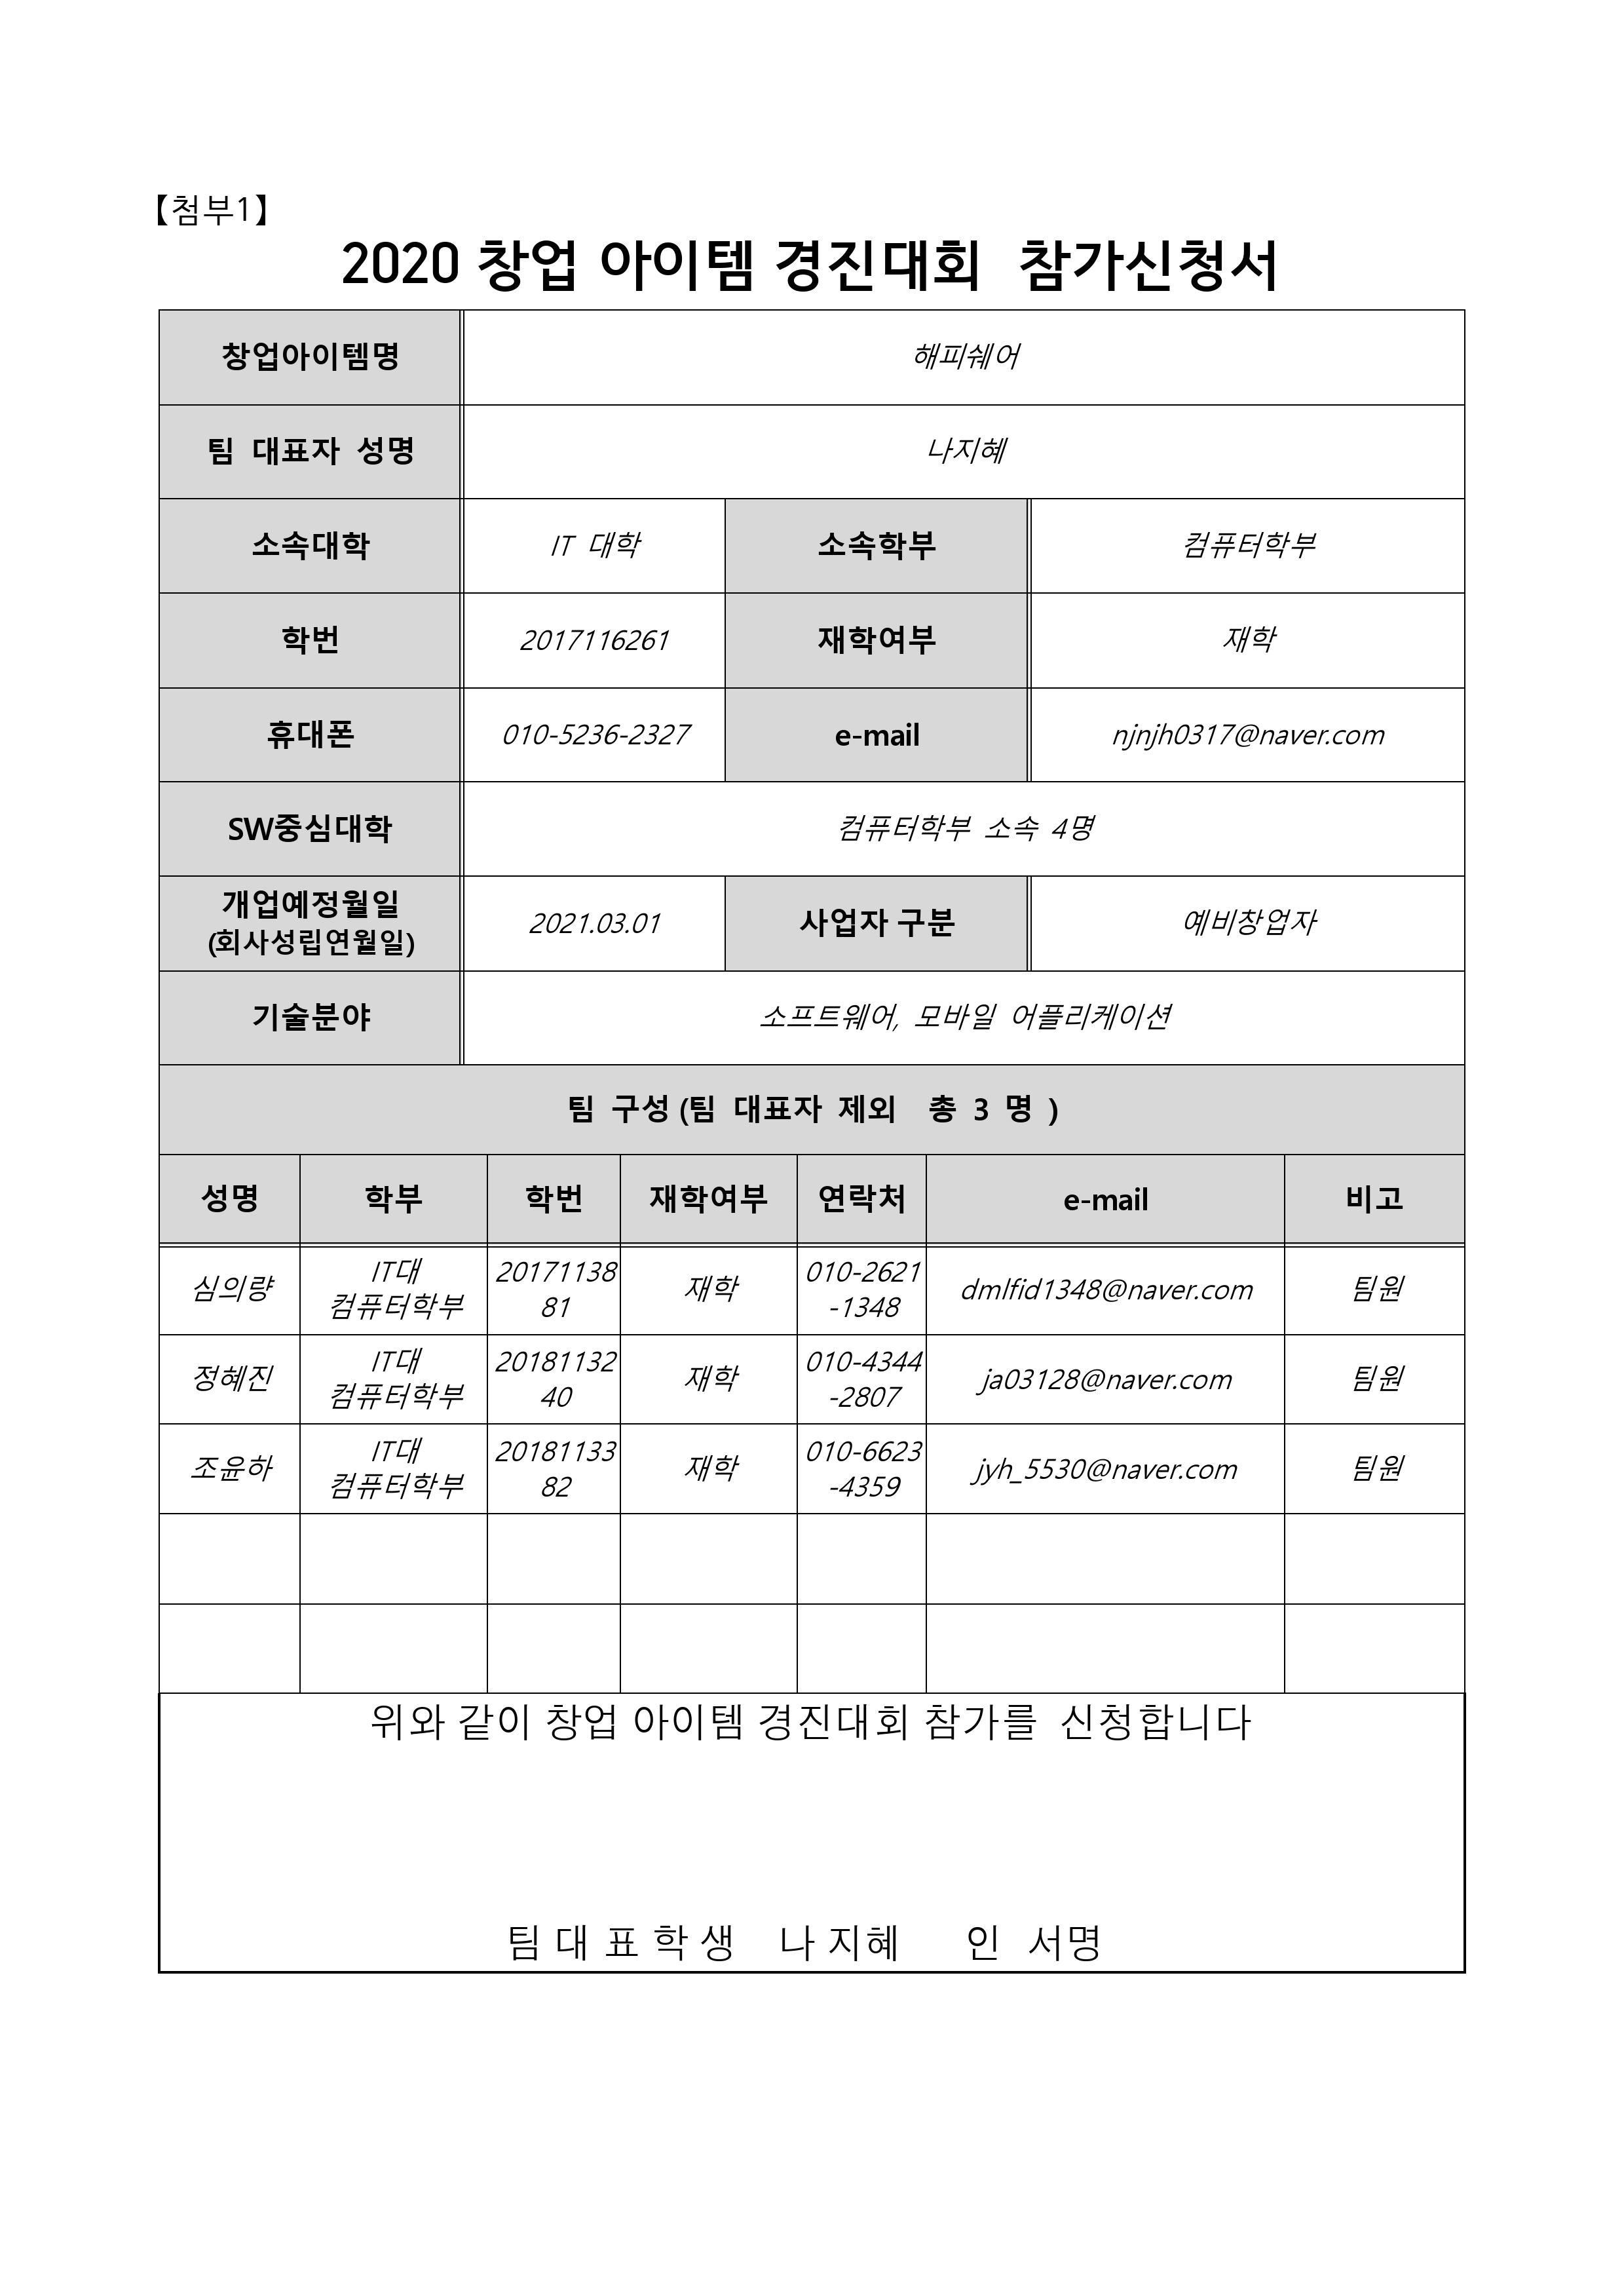 【첨부1】
2020 창업 아이템 경진대회 참가신청서
창업아이템명 해피쉐어
팀 대표자 성명 나지혜
소속대학 IT 대학 소속학부 컴퓨터학부
학번 2017116261 재학여부 재학
휴대폰 010-5236-2327 e-mail njnjh0317@naver.com
SW중심대학 컴퓨터학부 소속 4명
개업예정월일
(회사성립연월일) 2021.03.01 사업자 구분 예비창업자
기술분야 소프트웨어, 모바일 어플리케이션
팀 구성 (팀 대표자 제외 총 3 명 )
성명 학부 학번 재학여부 연락처 e-mail 비고
심의량 IT대 20171138 재학 010-2621 dmlfid1348@naver.com 팀원
컴퓨터학부 81 -1348
정혜진 IT대 20181132 재학 010-4344 ja03128@naver.com 팀원
컴퓨터학부 40 -2807
조윤하 IT대 20181133 재학 010-6623 jyh_5530@naver.com 팀원
컴퓨터학부 82 -4359
위와 같이 창업 아이템 경진대회 참가를 신청합니다
팀 대 표 학 생 나 지혜 인 서명